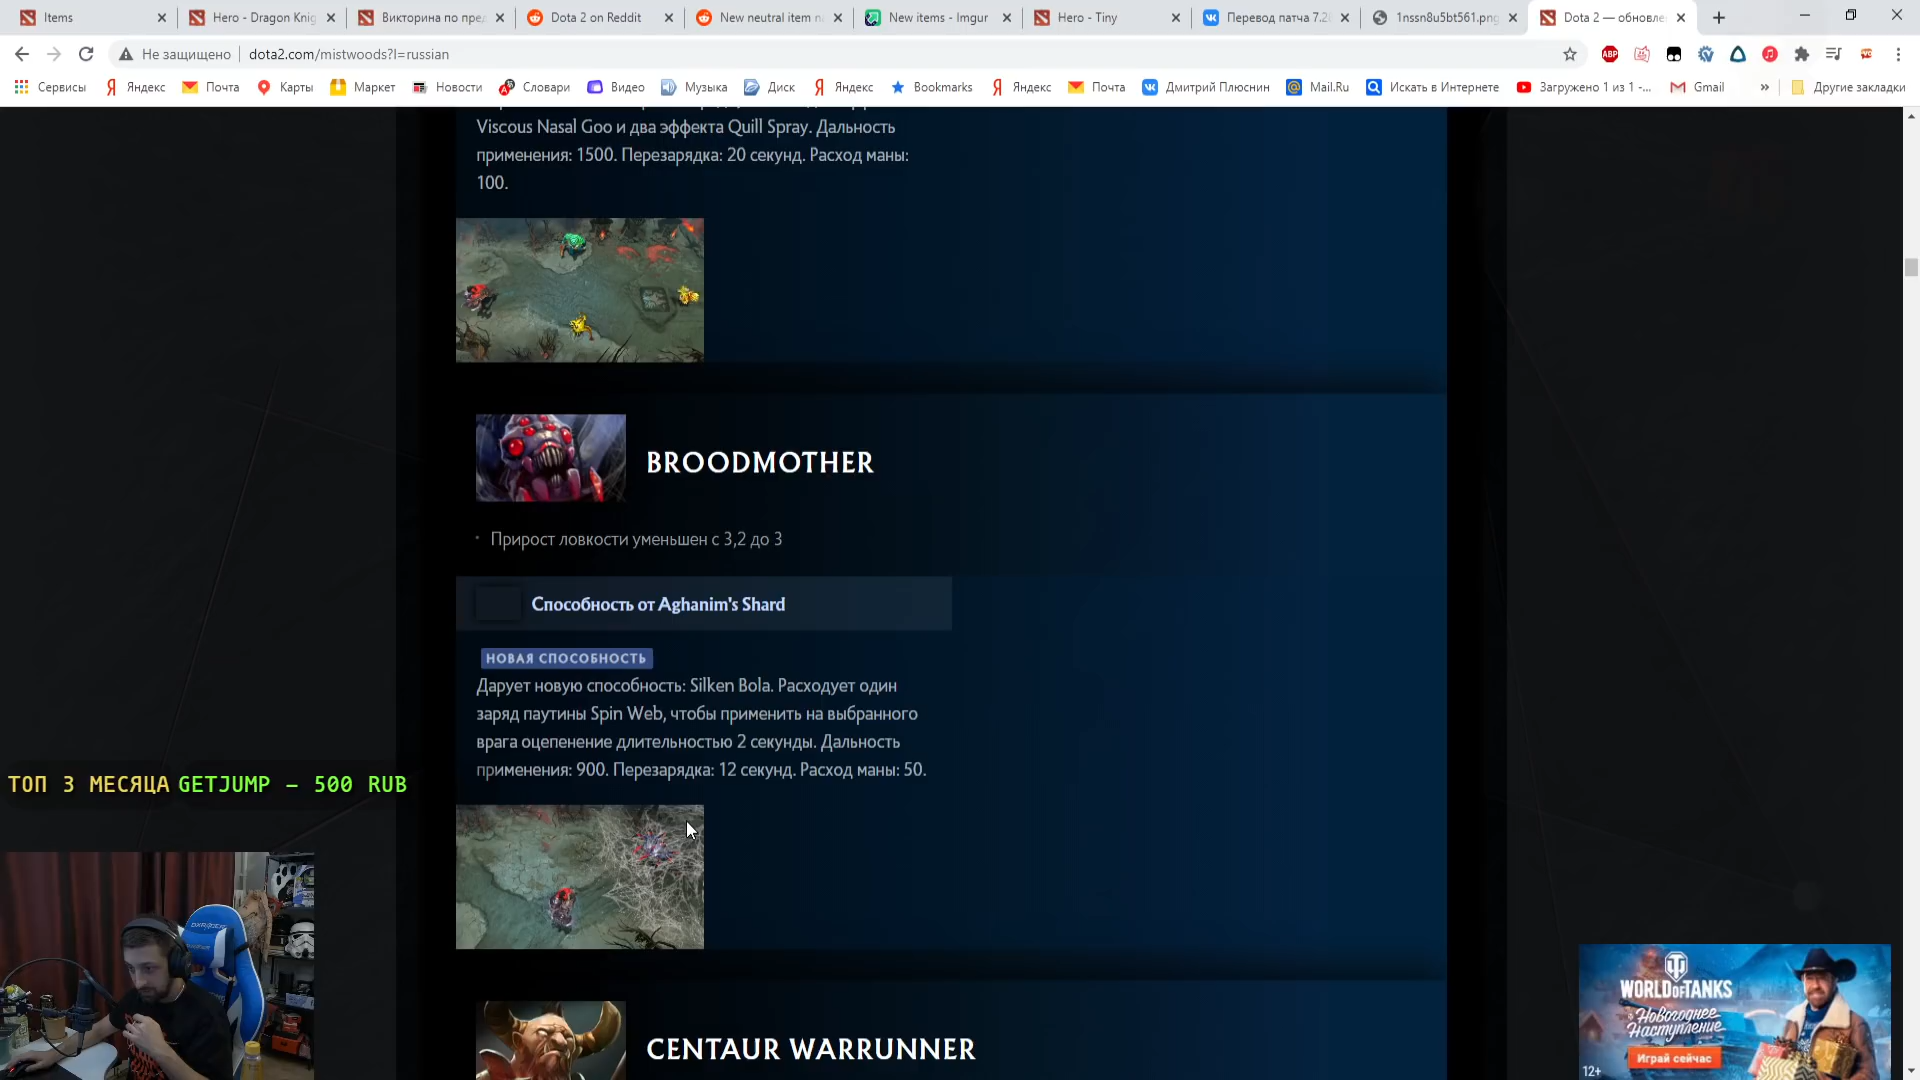 Items
Hero - Dragon Knig
Викторина по пред
Dota 2 on Reddit
New neutral item n
New items - Imgur
Hero - Tiny
Перевод патча 7.2
1nssn8u5bt561.png
Dota 2 — обновле
Не защищено
dota2.com/mistwoods?l=russian
ABP
Сервисы
Яндекс
Почта
Карты
Маркет
Новости
Словари
Видео
Музыка
Диск
Яндекс
Bookmarks
Яндекс
Почта
Дмитрий Плюснин
Mail.Ru
Искать в Интернете
Загружено 1 из 1 -...
Gmail
»
Другие закладки
Viscous Nasal Goo и два эффекта Quill Spray. Дальность
применения: 1500. Перезарядка: 20 секунд. Расход маны:
100.
BROODMOTHER
Прирост ловкости уменьшен с 3,2 до 3
Способность от Aghanim's Shard
НОВАЯ СПОСОБНОСТЬ
Дарует новую способность: Silken Bola. Расходует один
заряд паутины Spin Web, чтобы применить на выбранного
врага оцепенение длительностью 2 секунды. Дальность
применения: 900. Перезарядка: 12 секунд. Расход маны: 50.
ТОП 3 МЕСЯЦА GETJUMP – 500 RUB
DXRACER
CENTAUR WARRUNNER
WORLD OF TANKS
Новогоднее
Наступление
Играй сейчас
12+